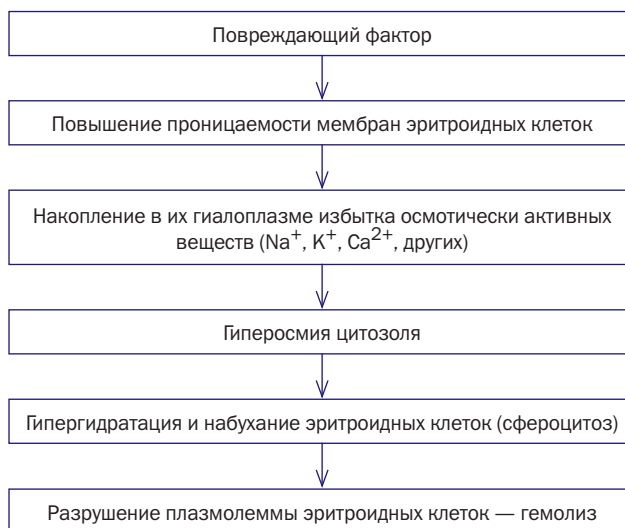 Повреждающий фактор
Повышение проницаемости мембран эритроидных клеток
Накопление в их гиалоплазме избытка осмотически активных
веществ (Na⁺, K⁺, Ca²⁺, других)
Гиперосмия цитозоля
Гипергидратация и набухание эритроидных клеток (сфероцитоз)
Разрушение плазмолеммы эритроидных клеток — гемолиз